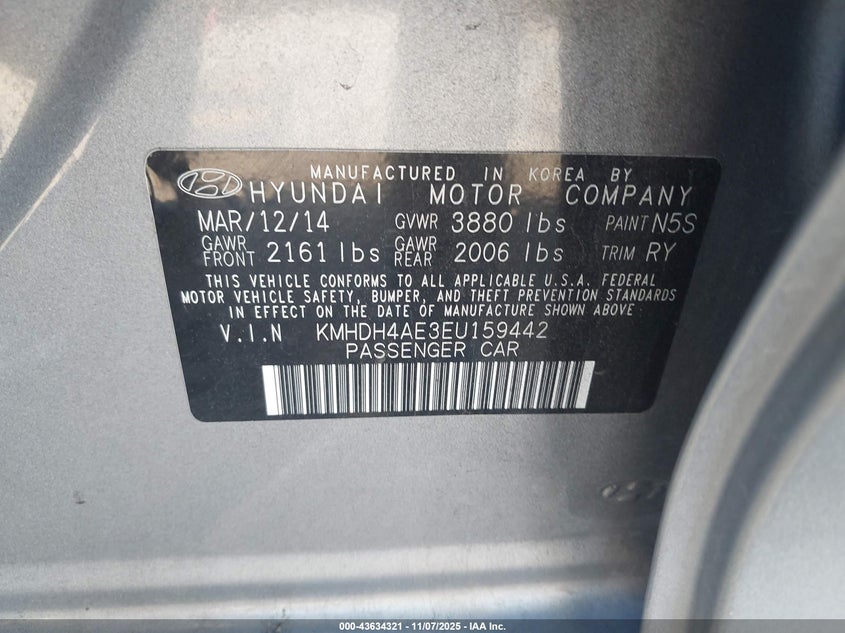 MANUFACTURED IN KOREA BY
HYUNDAI MOTOR COMPANY
MAR/12/14 GVWR 3880 lbs PAINT N5S
GAWR FRONT 2161 lbs GAWR REAR 2006 lbs TRIM RY
THIS VEHICLE CONFORMS TO ALL APPLICABLE U.S.A. FEDERAL
MOTOR VEHICLE SAFETY, BUMPER, AND THEFT PREVENTION STANDARDS
IN EFFECT ON THE DATE OF MANUFACTURE SHOWN ABOVE
V.I.N KMHDH4AE3EU159442
PASSENGER CAR
000-43634321 | 11/07/2025 - IAA Inc.